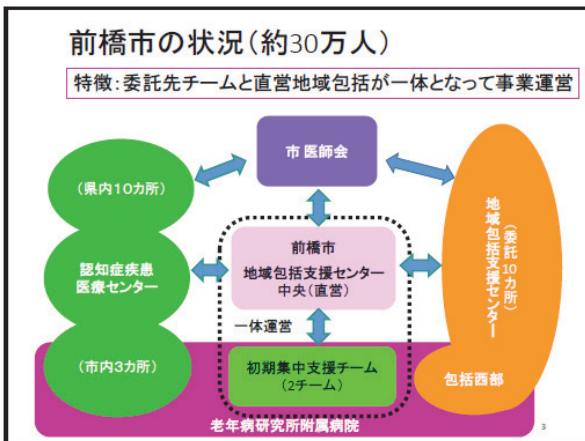 前橋市の状況(約30万人)
特徴:委託先チームと直営地域包括が一体となって事業運営
市 医師会
(県内10カ所)
認知症疾患
医療センター
(市内3カ所)
前橋市
地域包括支援センター
中央(直営)
一体運営
初期集中支援チーム
(2チーム)
地域包括支援センター
(委託10カ所)
包括西部
老年病研究所附属病院
3